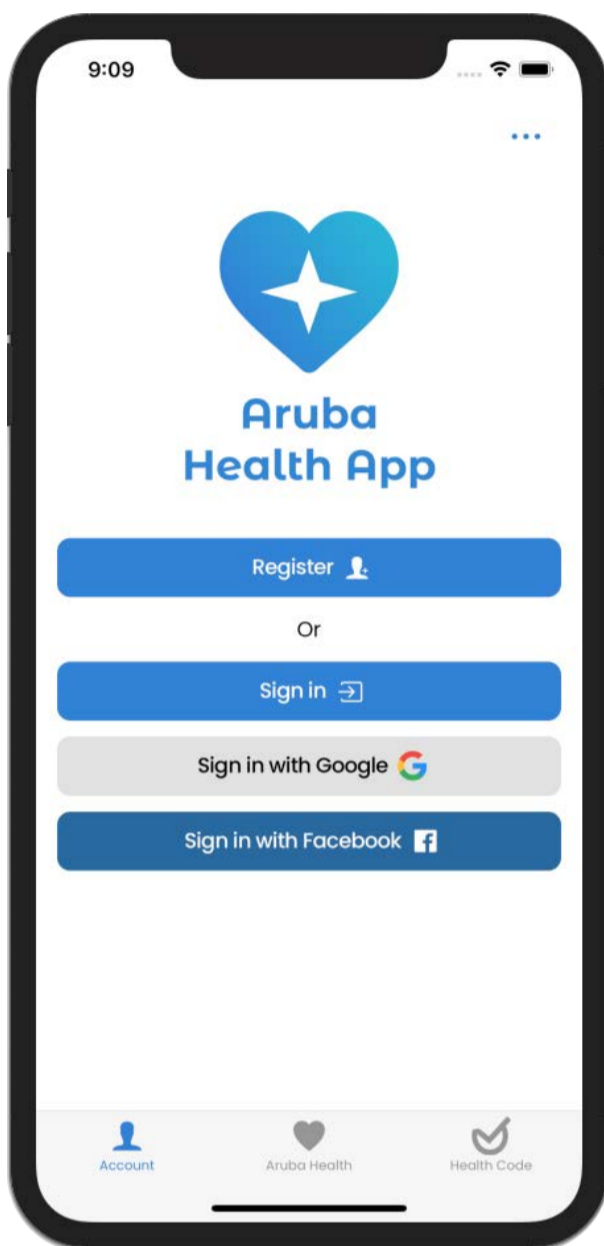 9:09
Aruba
Health App
Register
Or
Sign in
Sign in with Google
Sign in with Facebook
Account
Aruba Health
Health Code